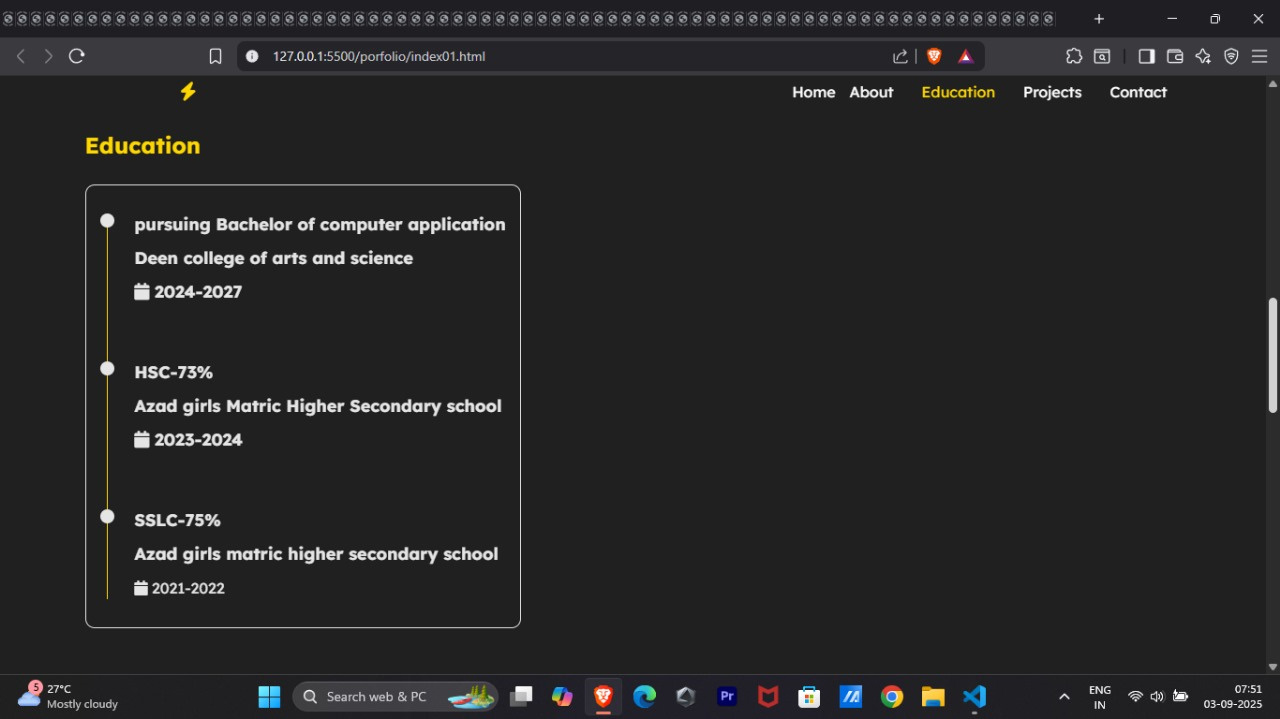 127.0.0.1:5500/porfolio/index01.html
Home About Education Projects Contact
Education
pursuing Bachelor of computer application
Deen college of arts and science
2024-2027
HSC-73%
Azad girls Matric Higher Secondary school
2023-2024
SSLC-75%
Azad girls matric higher secondary school
2021-2022
5
27°C
Mostly cloudy
Search web & PC
Pr
ENG
IN
07:51
03-09-2025